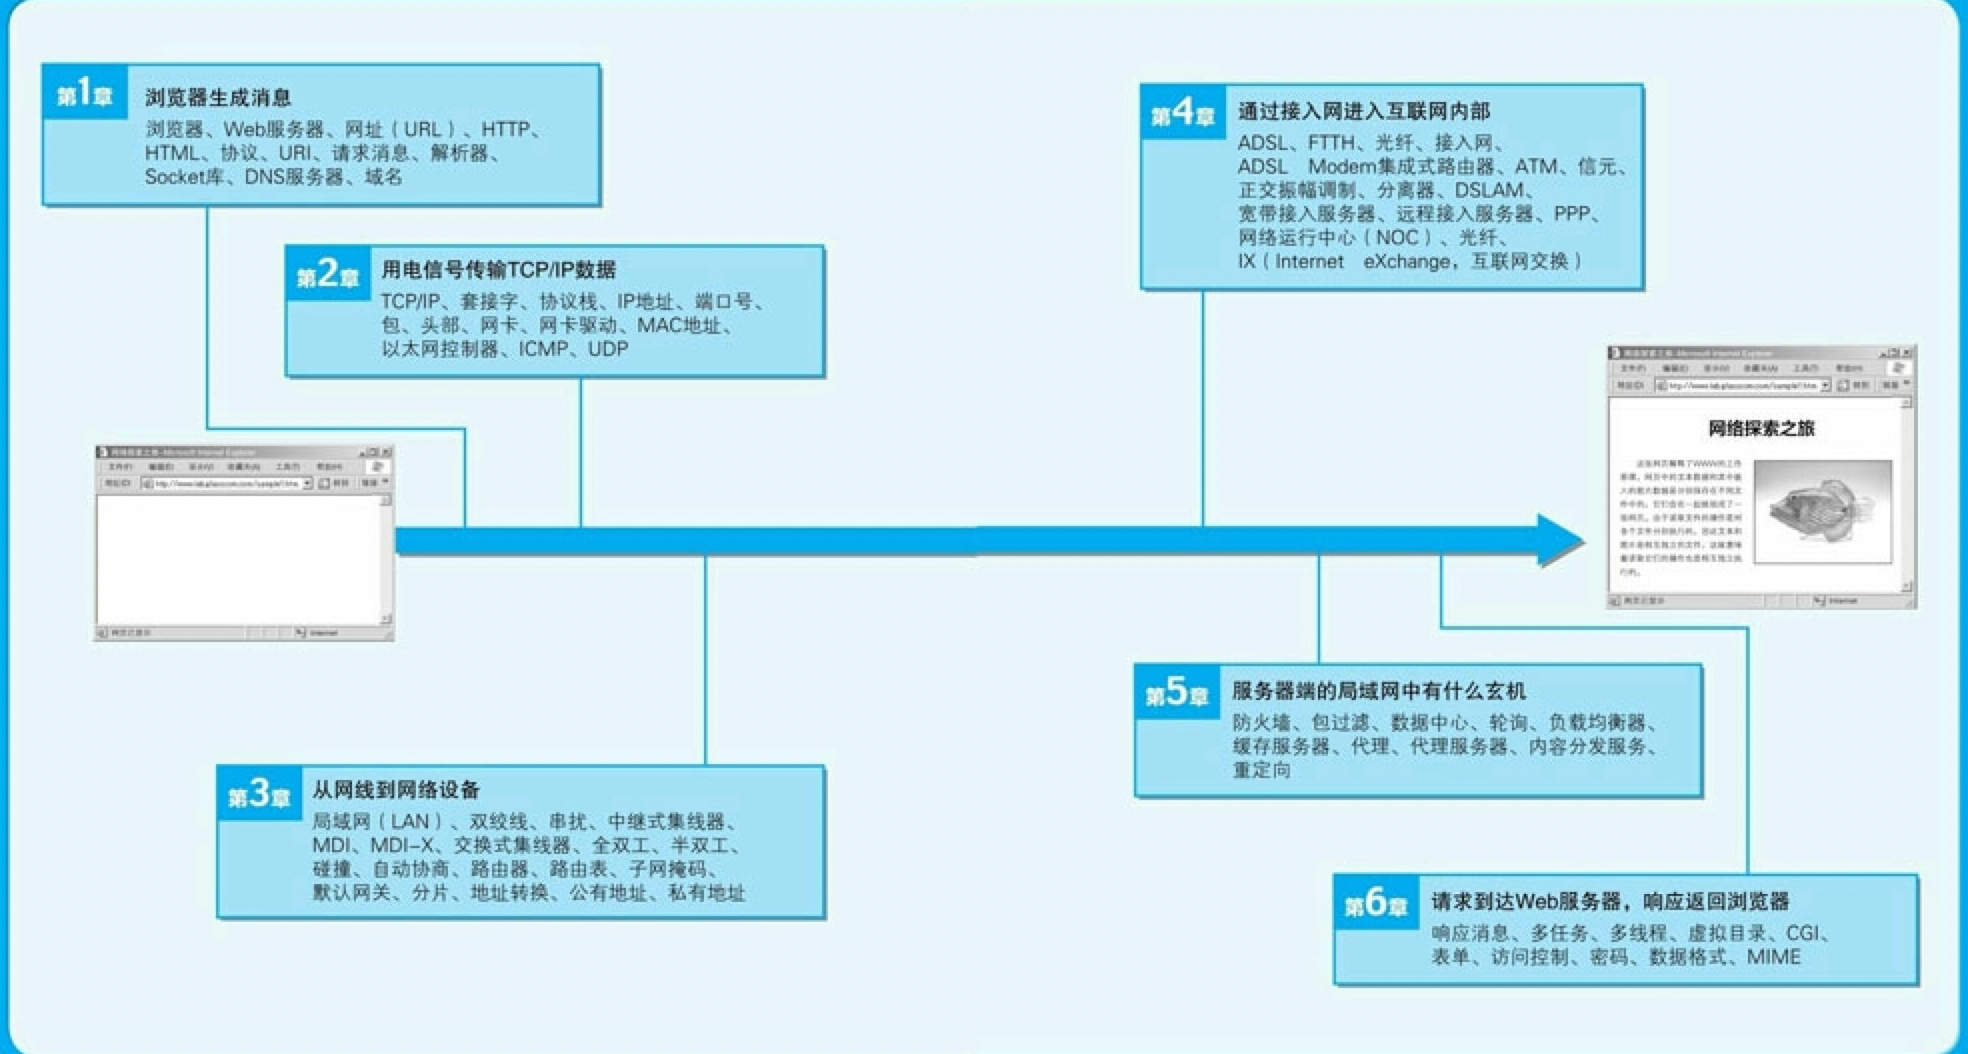 第1章
浏览器生成消息
浏览器、Web服务器、网址（URL）、HTTP、
HTML、协议、URI、请求消息、解析器、
Socket库、DNS服务器、域名
第2章
用电信号传输TCP/IP数据
TCP/IP、套接字、协议栈、IP地址、端口号、
包、头部、网卡、网卡驱动、MAC地址、
以太网控制器、ICMP、UDP
第3章
从网线到网络设备
局域网（LAN）、双绞线、串扰、中继式集线器、
MDI、MDI-X、交换式集线器、全双工、半双工、
碰撞、自动协商、路由器、路由表、子网掩码、
默认网关、分片、地址转换、公有地址、私有地址
第4章
通过接入网进入互联网内部
ADSL、FTTH、光纤、接入网、
ADSL Modem集成式路由器、ATM、信元、
正交振幅调制、分离器、DSLAM、
宽带接入服务器、远程接入服务器、PPP、
网络运行中心（NOC）、光纤、
IX（Internet eXchange，互联网交换）
网络探索之旅
第5章
服务器端的局域网中有什么玄机
防火墙、包过滤、数据中心、轮询、负载均衡器、
缓存服务器、代理、代理服务器、内容分发服务、
重定向
第6章
请求到达Web服务器，响应返回浏览器
响应消息、多任务、多线程、虚拟目录、CGI、
表单、访问控制、密码、数据格式、MIME